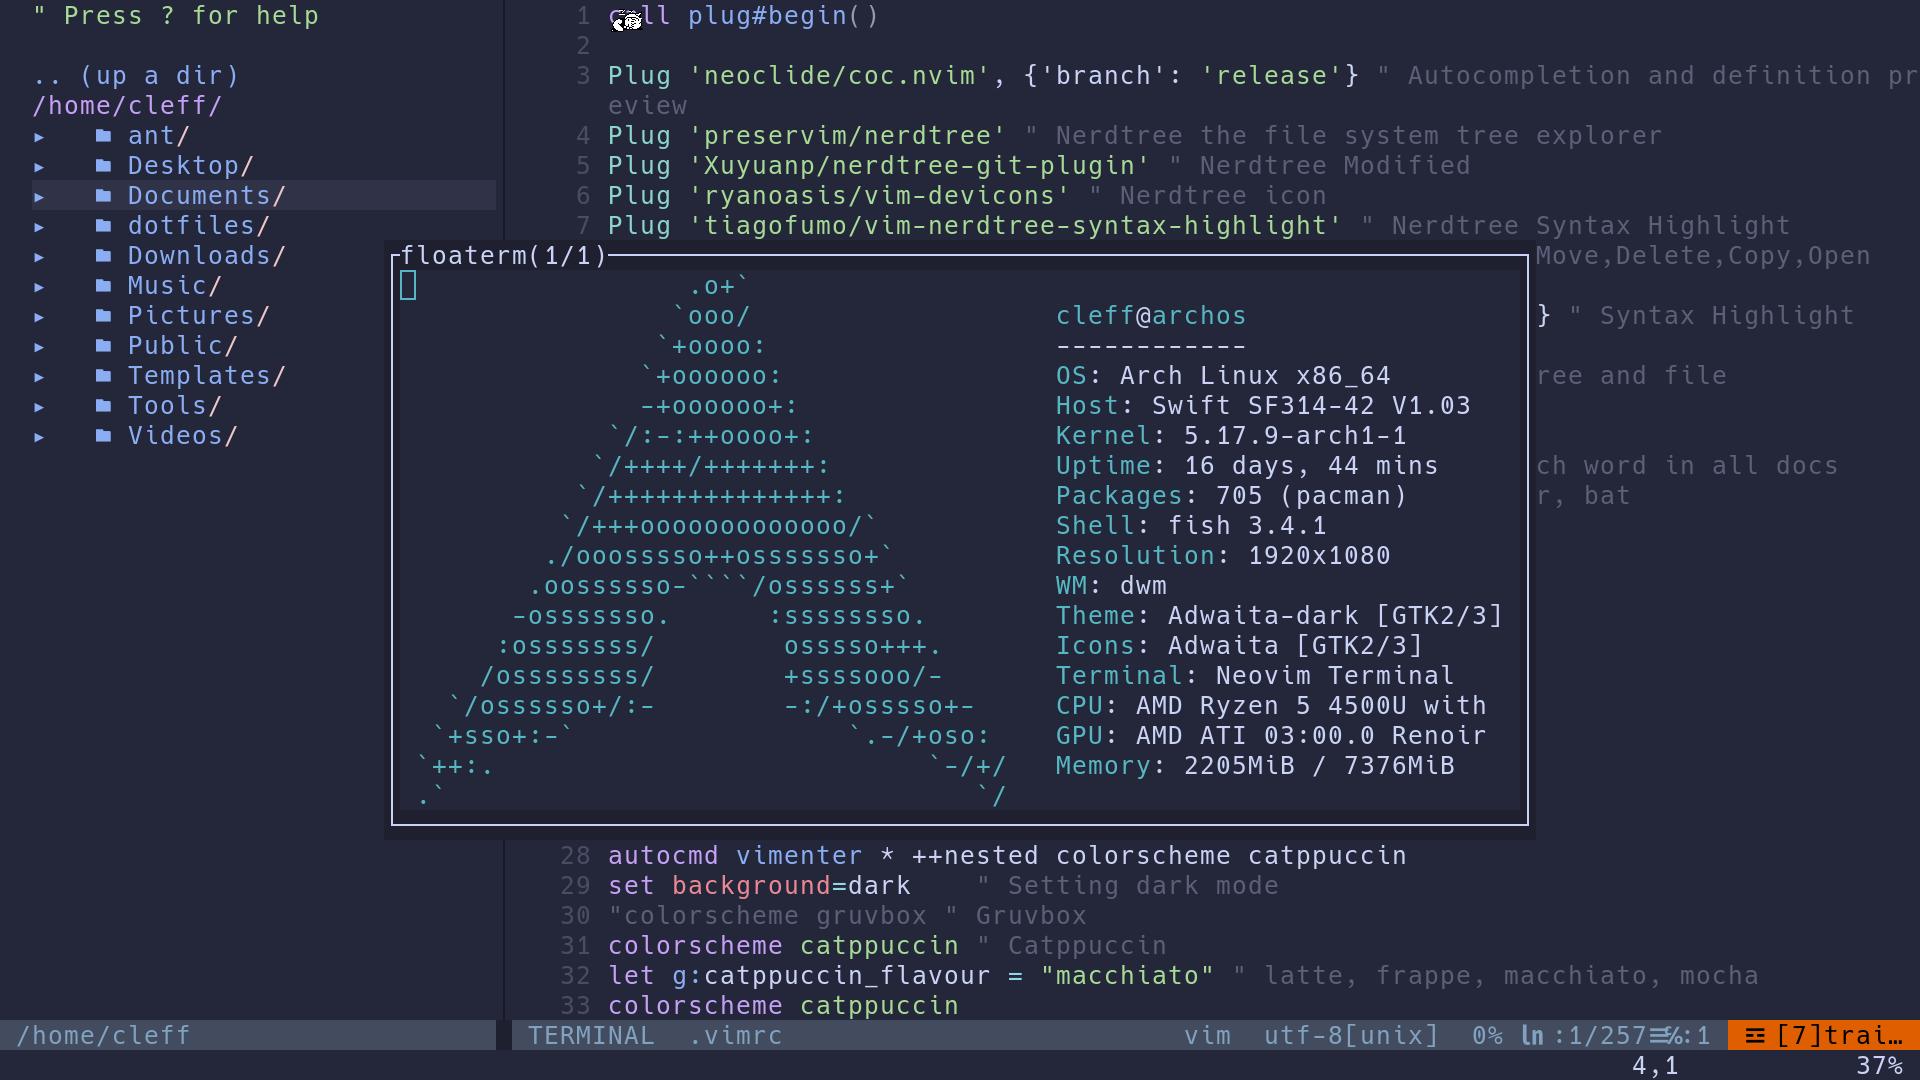 " Press ? for help
.. (up a dir)
/home/cleff/
▸ ant/
▸ Desktop/
▸ Documents/
▸ dotfiles/
▸ Downloads/
▸ Music/
▸ Pictures/
▸ Public/
▸ Templates/
▸ Tools/
▸ Videos/
1 call plug#begin()
2
3 Plug 'neoclide/coc.nvim', {'branch': 'release'} " Autocompletion and definition pr
eview
4 Plug 'preservim/nerdtree' " Nerdtree the file system tree explorer
5 Plug 'Xuyuanp/nerdtree-git-plugin' " Nerdtree Modified
6 Plug 'ryanoasis/vim-devicons' " Nerdtree icon
7 Plug 'tiagofumo/vim-nerdtree-syntax-highlight' " Nerdtree Syntax Highlight
Move,Delete,Copy,Open
} " Syntax Highlight
ree and file
ch word in all docs
r, bat
floaterm(1/1)
.o+`
`ooo/
`+oooo:
`+oooooo:
-+oooooo+:
`/:-:++oooo+:
`/++++/+++++++:
`/++++++++++++++:
`/+++ooooooooooooo/`
./ooosssso++osssssso+`
.oossssso-````/ossssss+`
-osssssso.      :ssssssso.
:osssssss/        osssso+++.
/ossssssss/        +ssssooo/-
`/ossssso+/:-        -:/+osssso+-
`+sso+:-`                 `.-/+oso:
`++:.                           `-/+/
.`                                 `/
cleff@archos
------------
OS: Arch Linux x86_64
Host: Swift SF314-42 V1.03
Kernel: 5.17.9-arch1-1
Uptime: 16 days, 44 mins
Packages: 705 (pacman)
Shell: fish 3.4.1
Resolution: 1920x1080
WM: dwm
Theme: Adwaita-dark [GTK2/3]
Icons: Adwaita [GTK2/3]
Terminal: Neovim Terminal
CPU: AMD Ryzen 5 4500U with
GPU: AMD ATI 03:00.0 Renoir
Memory: 2205MiB / 7376MiB
28 autocmd vimenter * ++nested colorscheme catppuccin
29 set background=dark    " Setting dark mode
30 "colorscheme gruvbox " Gruvbox
31 colorscheme catppuccin " Catppuccin
32 let g:catppuccin_flavour = "macchiato" " latte, frappe, macchiato, mocha
33 colorscheme catppuccin
/home/cleff
TERMINAL .vimrc vim utf-8[unix] 0% ln :1/257≡℅:1 ☲ [7]trai…
4,1 37%